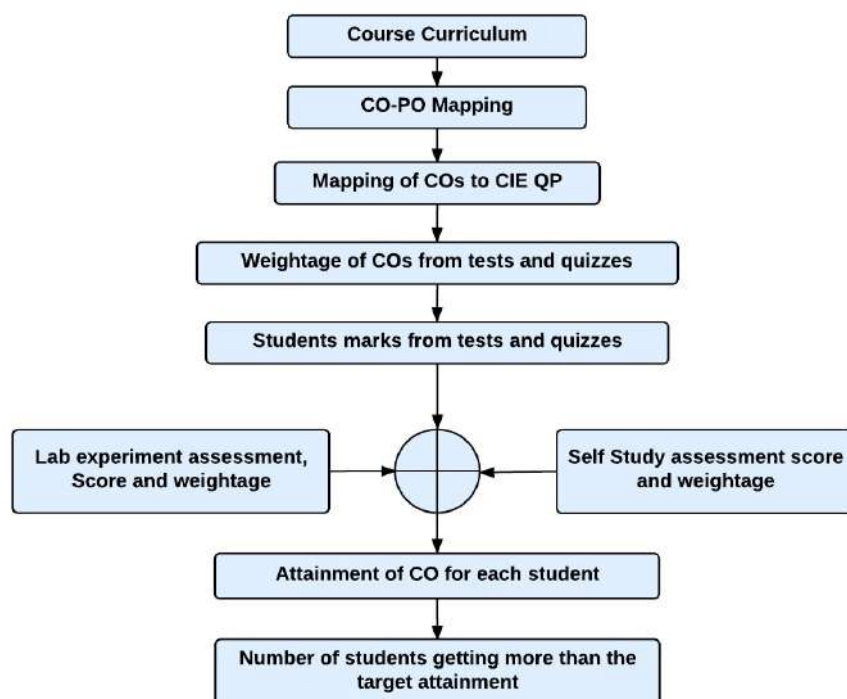 Course Curriculum
CO-PO Mapping
Mapping of COs to CIE QP
Weightage of COs from tests and quizzes
Students marks from tests and quizzes
Lab experiment assessment,
Score and weightage
Self Study assessment score
and weightage
Attainment of CO for each student
Number of students getting more than the
target attainment